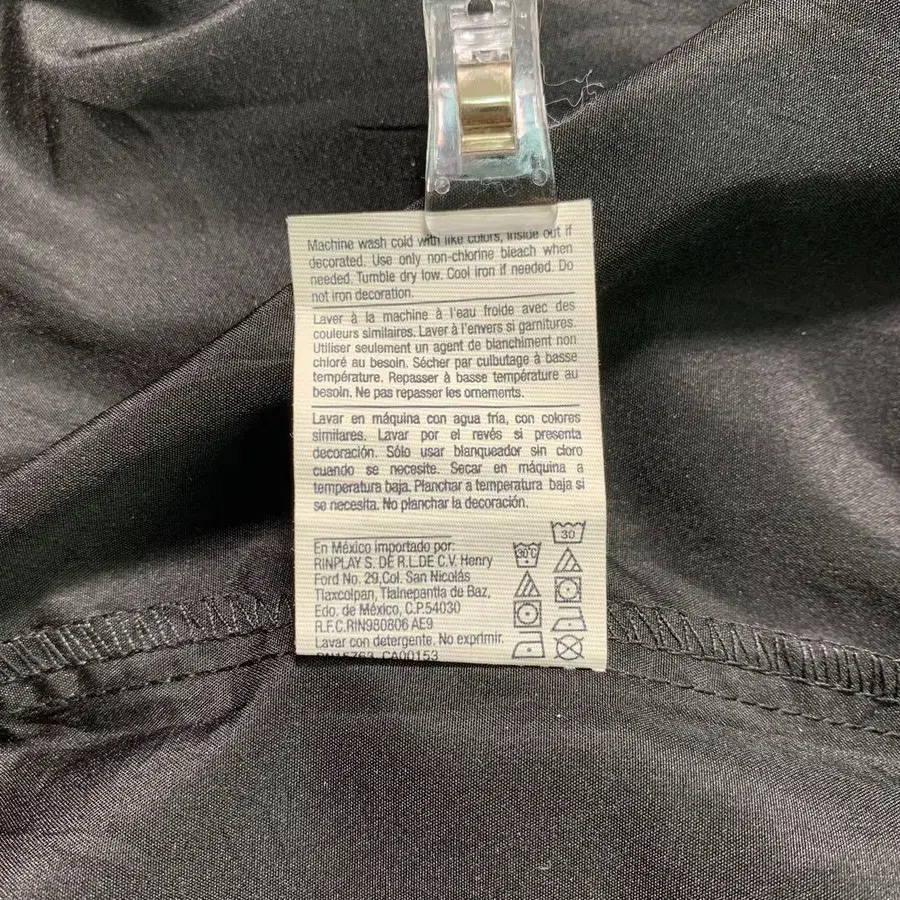 Machine wash cold with like colors, inside out if
decorated. Use only non-chlorine bleach when
needed. Tumble dry low. Cool iron if needed. Do
not iron decoration.
Laver à la machine à l'eau froide avec des
couleurs similaires. Laver à l'envers si garnitures.
Utiliser seulement un agent de blanchiment non
chloré au besoin. Sécher par culbutage à basse
température. Repasser à basse température au
besoin. Ne pas repasser les ornements.
Lavar en máquina con agua fría, con colores
similares. Lavar por el revés si presenta
decoración. Sólo usar blanqueador sin cloro
cuando se necesite. Secar en máquina a
temperatura baja. Planchar a temperatura baja si
se necesita. No planchar la decoración.
En México importado por:
RINPLAY S. DE R.L.DE C.V. Henry
Ford No. 29,Col. San Nicolás
Tlaxcolpan, Tlalnepantla de Baz,
Edo. de México, C.P.54030
R.F.C.RIN980806 AE9
Lavar con detergente. No exprimir.
CA00153
30
30°C